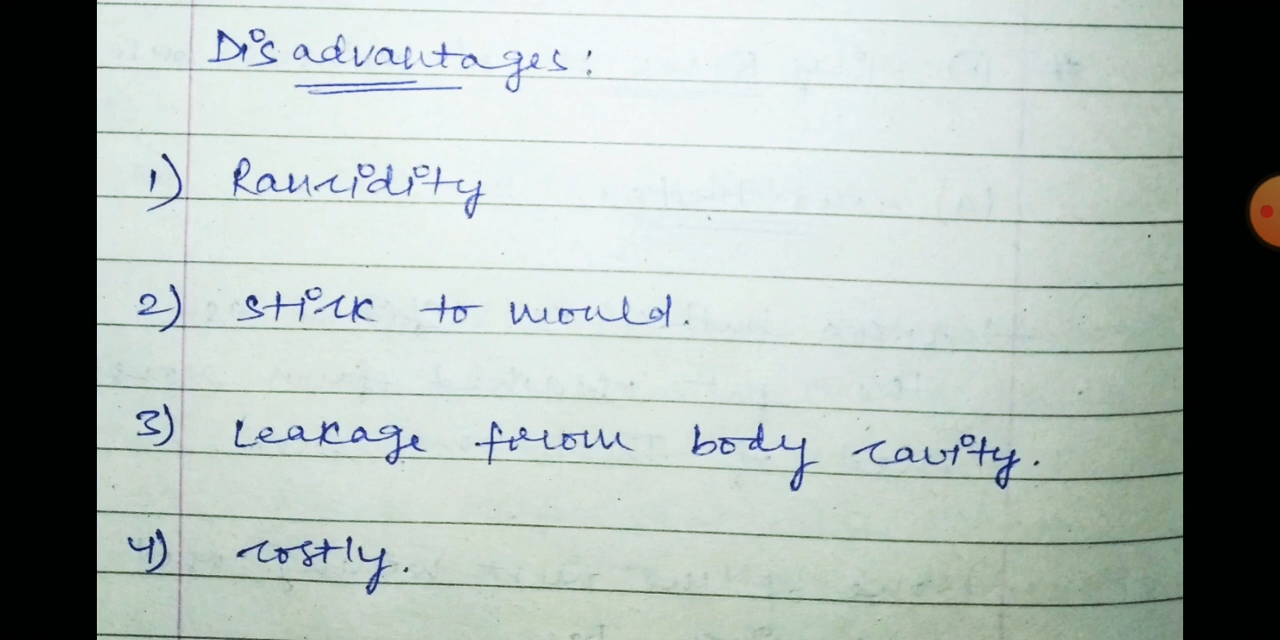 Disadvantages:
1) Rancidity
2) stick to mould.
3) Leakage from body cavity.
4) costly.